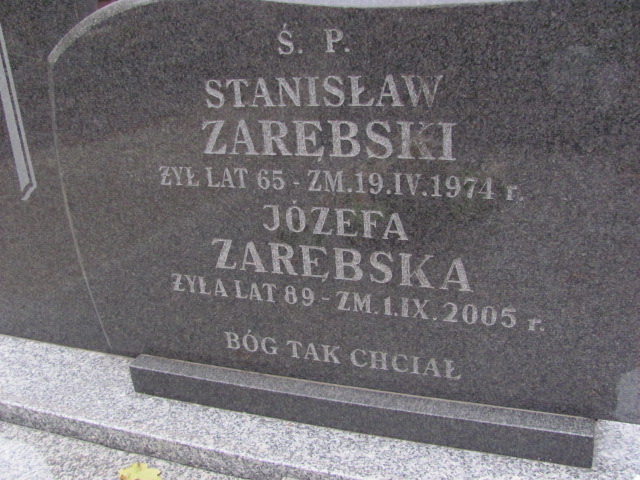 Ś. P.
STANISŁAW
ZARĘBSKI
ŻYŁ LAT 65 - ZM. 19.IV.1974 r.
JÓZEFA
ZARĘBSKA
ŻYŁA LAT 89 - ZM. 1.IX.2005 r.
BÓG TAK CHCIAŁ